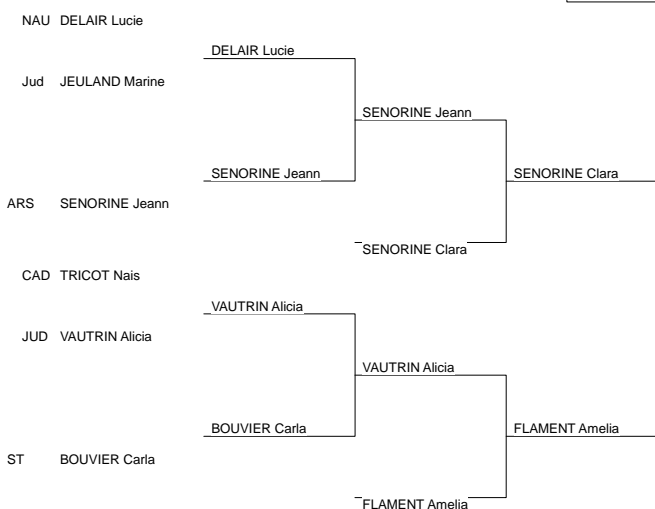 NAU DELAIR Lucie
DELAIR Lucie
Jud JEULAND Marine
SENORINE Jeann
SENORINE Jeann
SENORINE Clara
ARS SENORINE Jeann
SENORINE Clara
CAD TRICOT Nais
VAUTRIN Alicia
JUD VAUTRIN Alicia
VAUTRIN Alicia
BOUVIER Carla
FLAMENT Amelia
ST BOUVIER Carla
FLAMENT Amelia